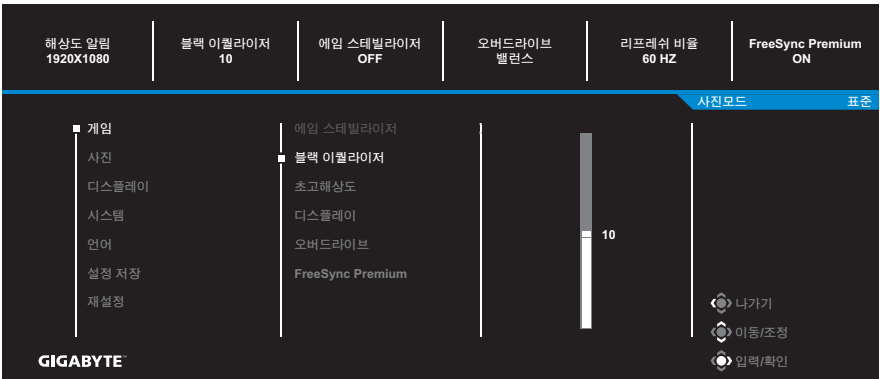 해상도 알림
1920X1080
블랙 이퀄라이저
10
에임 스테빌라이저
OFF
오버드라이브
밸런스
리프레쉬 비율
60 HZ
FreeSync Premium
ON
사진모드 표준
게임
사진
디스플레이
시스템
언어
설정 저장
재설정
에임 스테빌라이저
블랙 이퀄라이저
초고해상도
디스플레이
오버드라이브
FreeSync Premium
10
나가기
이동/조정
입력/확인
GIGABYTE™